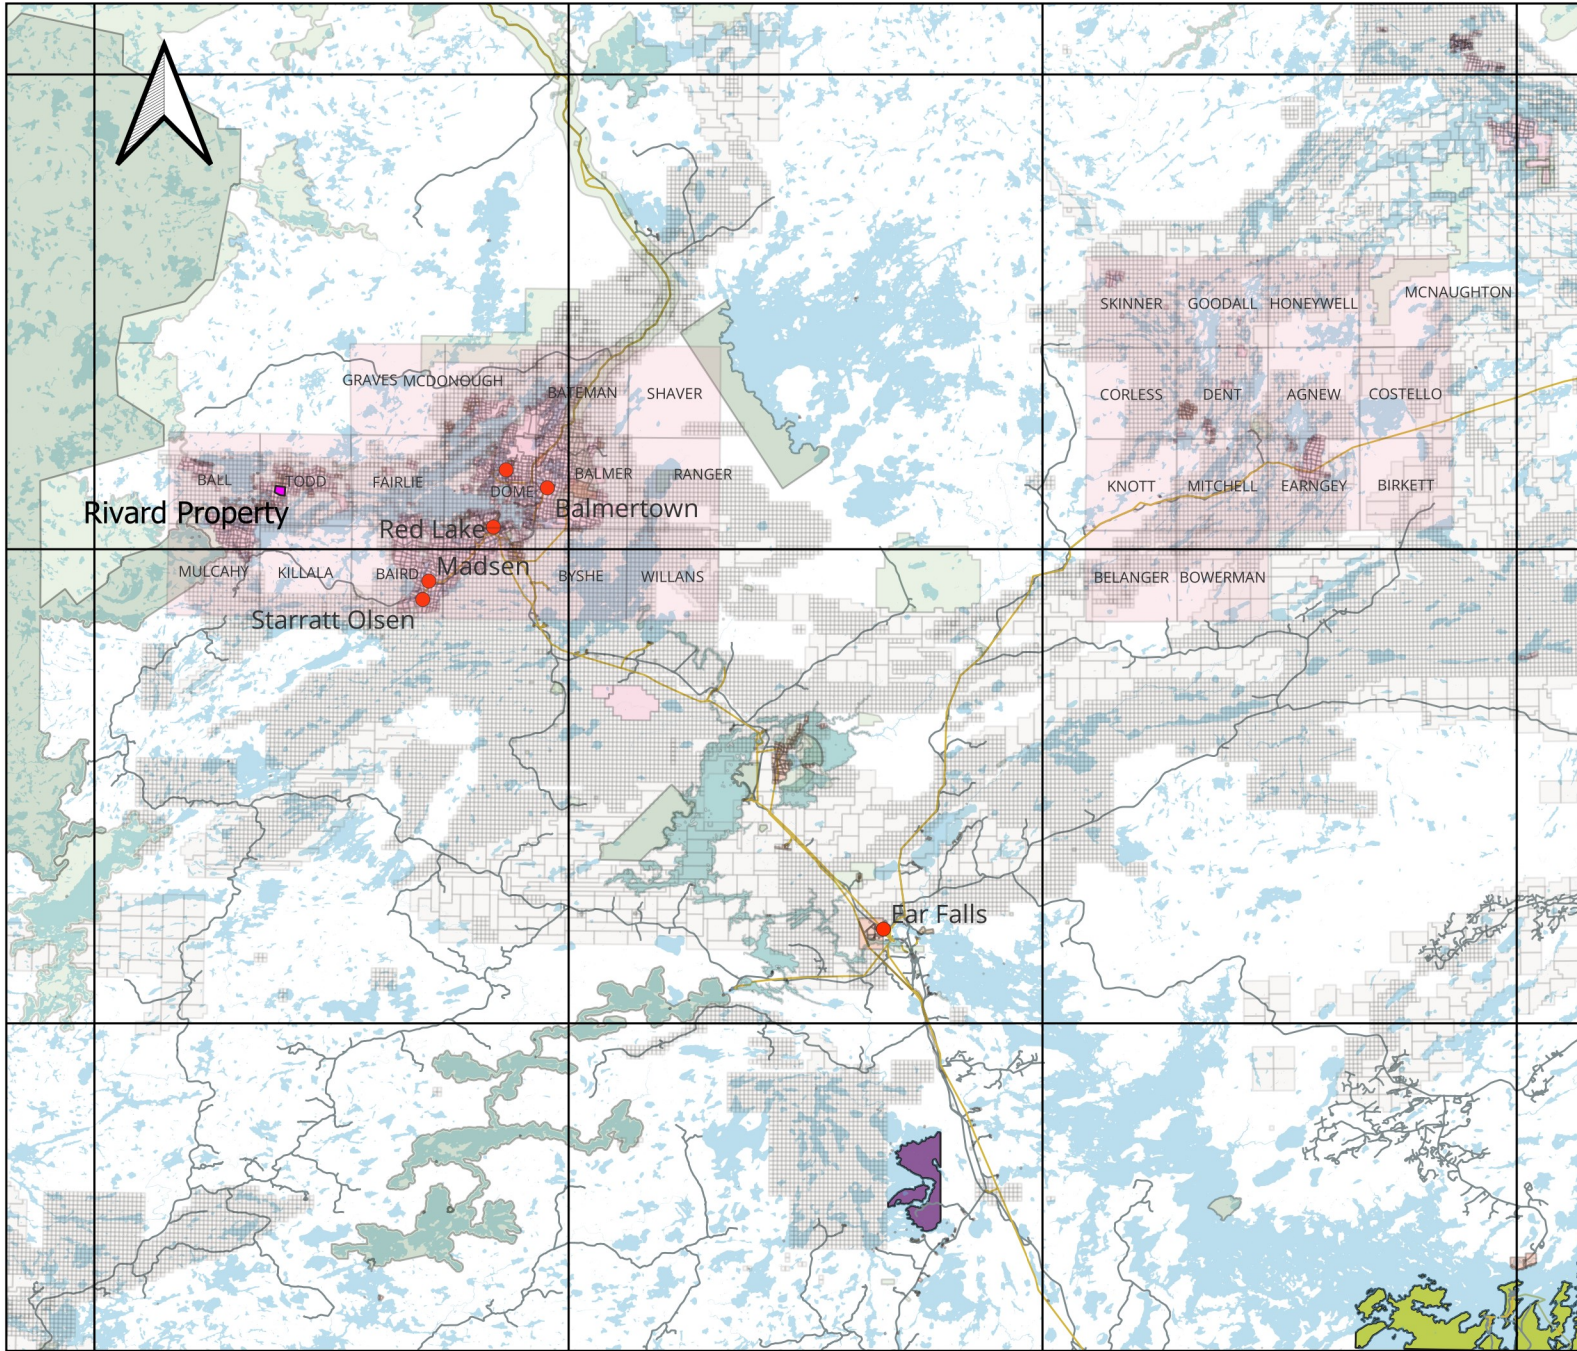 SKINNER GOODALL HONEYWELL MCNAUGHTON
GRAVES MCDONOUGH
BATEMAN SHAVER
CORLESS DENT AGNEW COSTELLO
BALL TODD FAIRLIE DOME BALMER RANGER
KNOTT MITCHELL EARNGEY BIRKETT
Rivard Property
Balmertown
Red Lake
Madsen
MULCAHY KILLALA BAIRD BYSHE WILLANS
BELANGER BOWERMAN
Starratt Olsen
Ear Falls